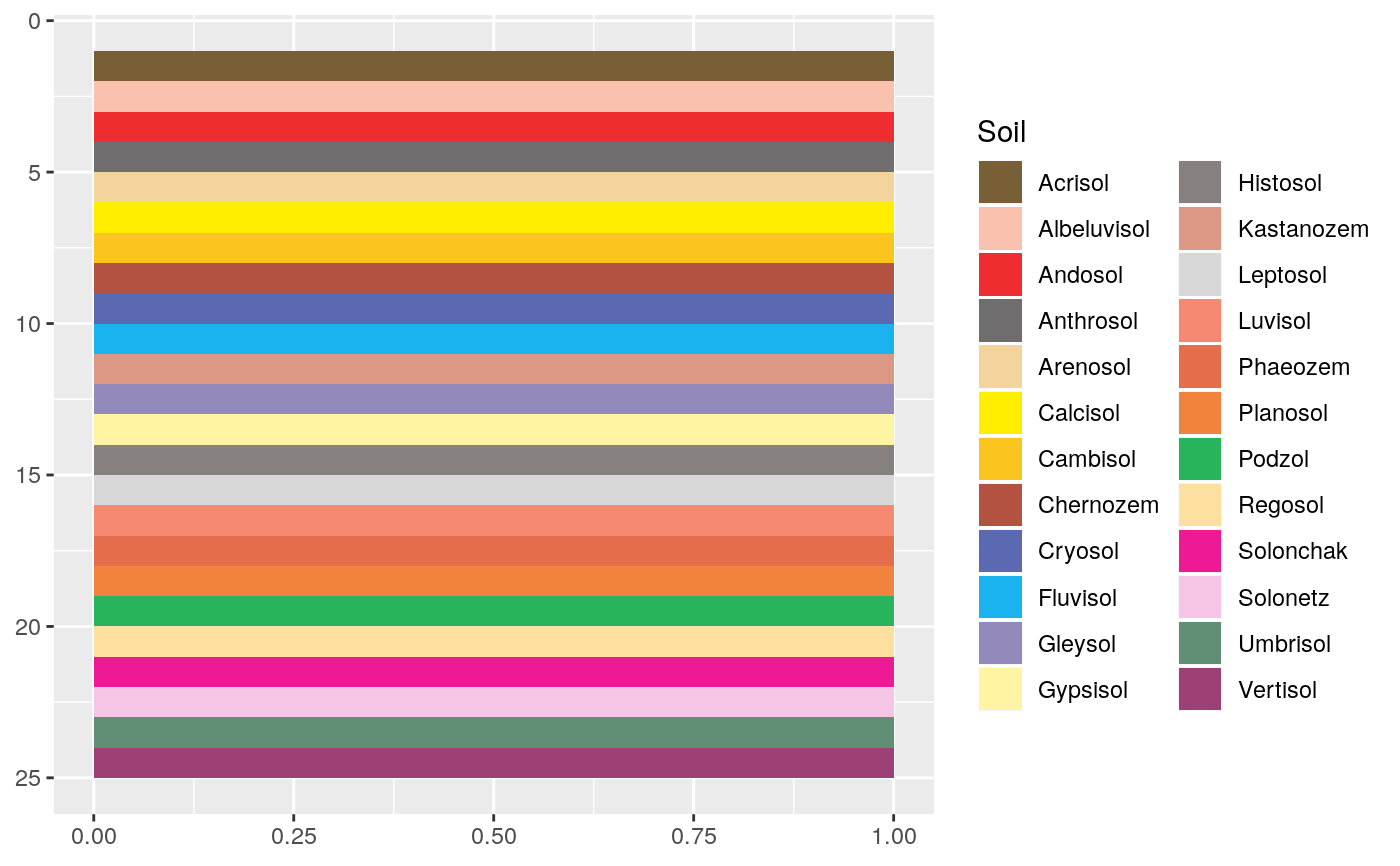 0
5
10
15
20
25
0.00
0.25
0.50
0.75
1.00
Soil
Acrisol
Albeluvisol
Andosol
Anthrosol
Arenosol
Calcisol
Cambisol
Chernozem
Cryosol
Fluvisol
Gleysol
Gypsisol
Histosol
Kastanozem
Leptosol
Luvisol
Phaeozem
Planosol
Podzol
Regosol
Solonchak
Solonetz
Umbrisol
Vertisol